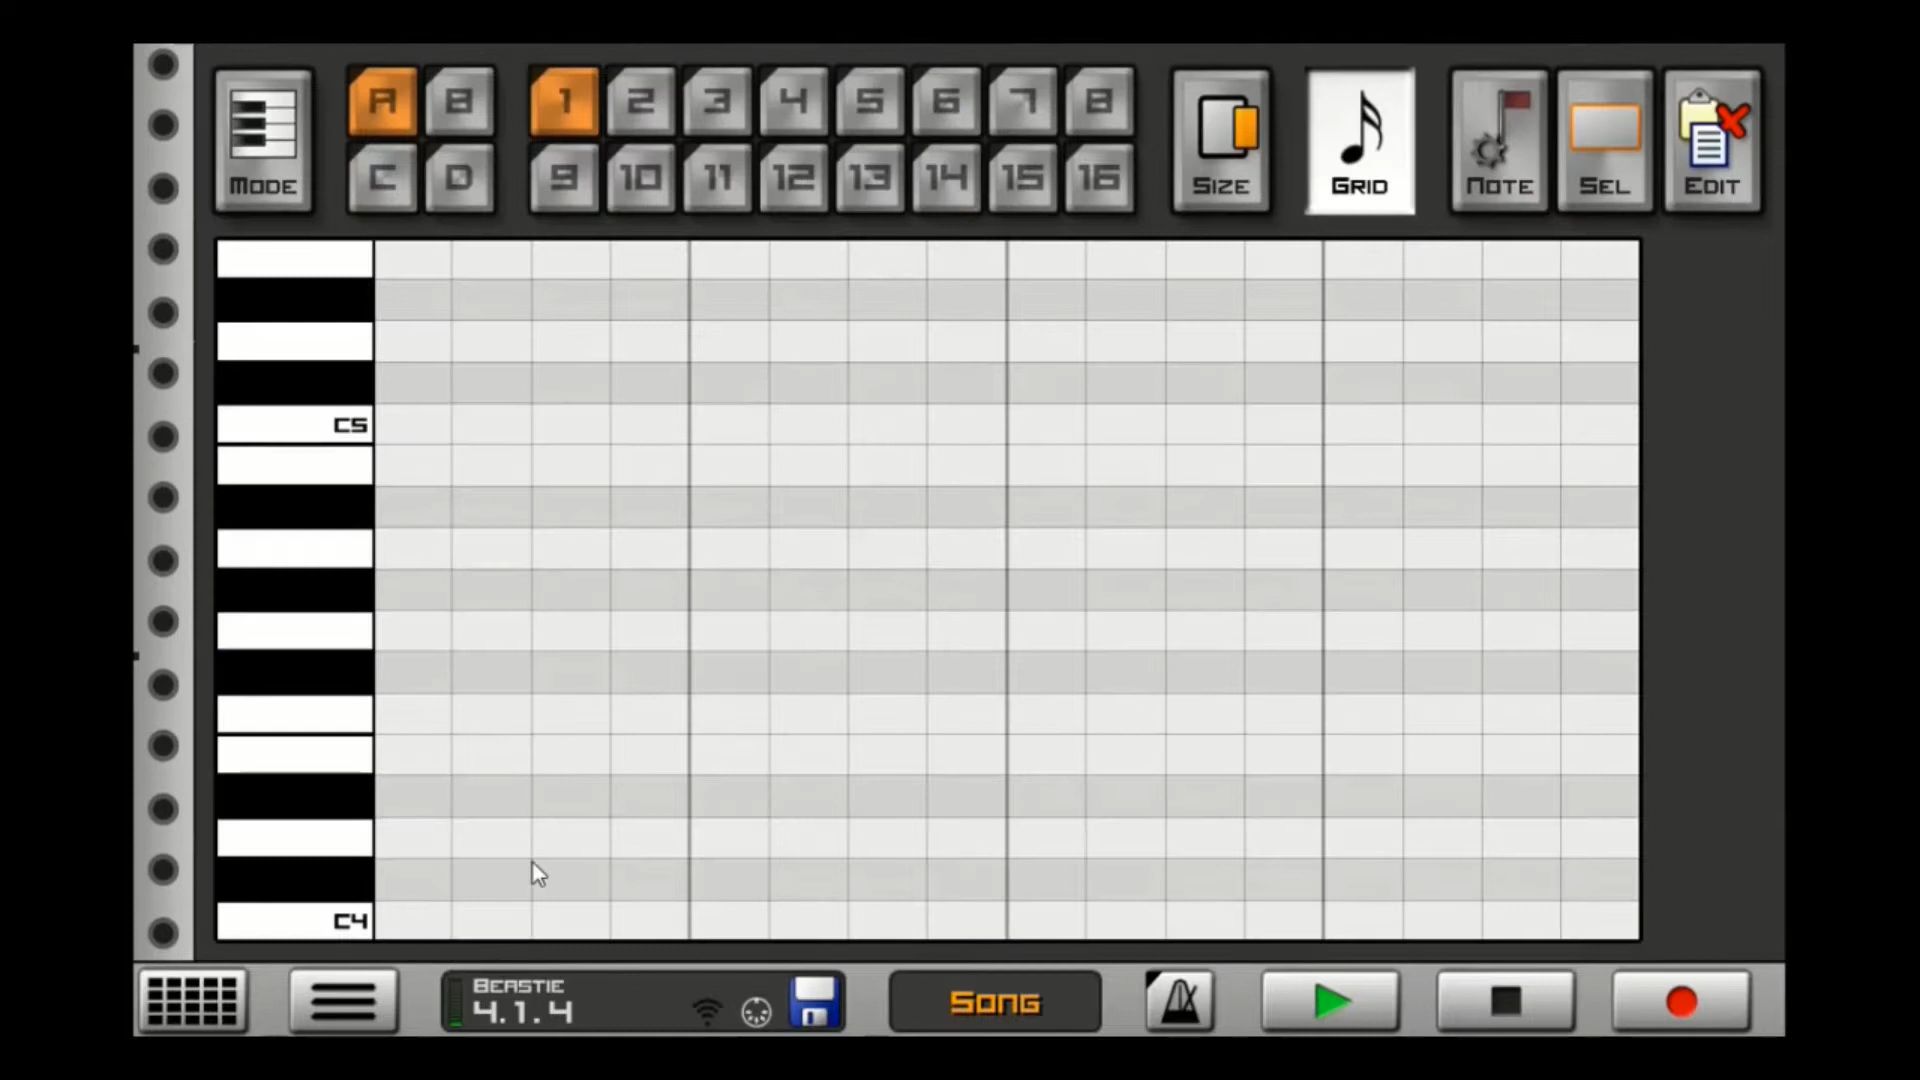 A B 1 2 3 4 5 6 7 8
MODE C D 9 10 11 12 13 14 15 16 SIZE GRID NOTE SEL EDIT
C5
C4
BEASTIE
4.1.4
SONG